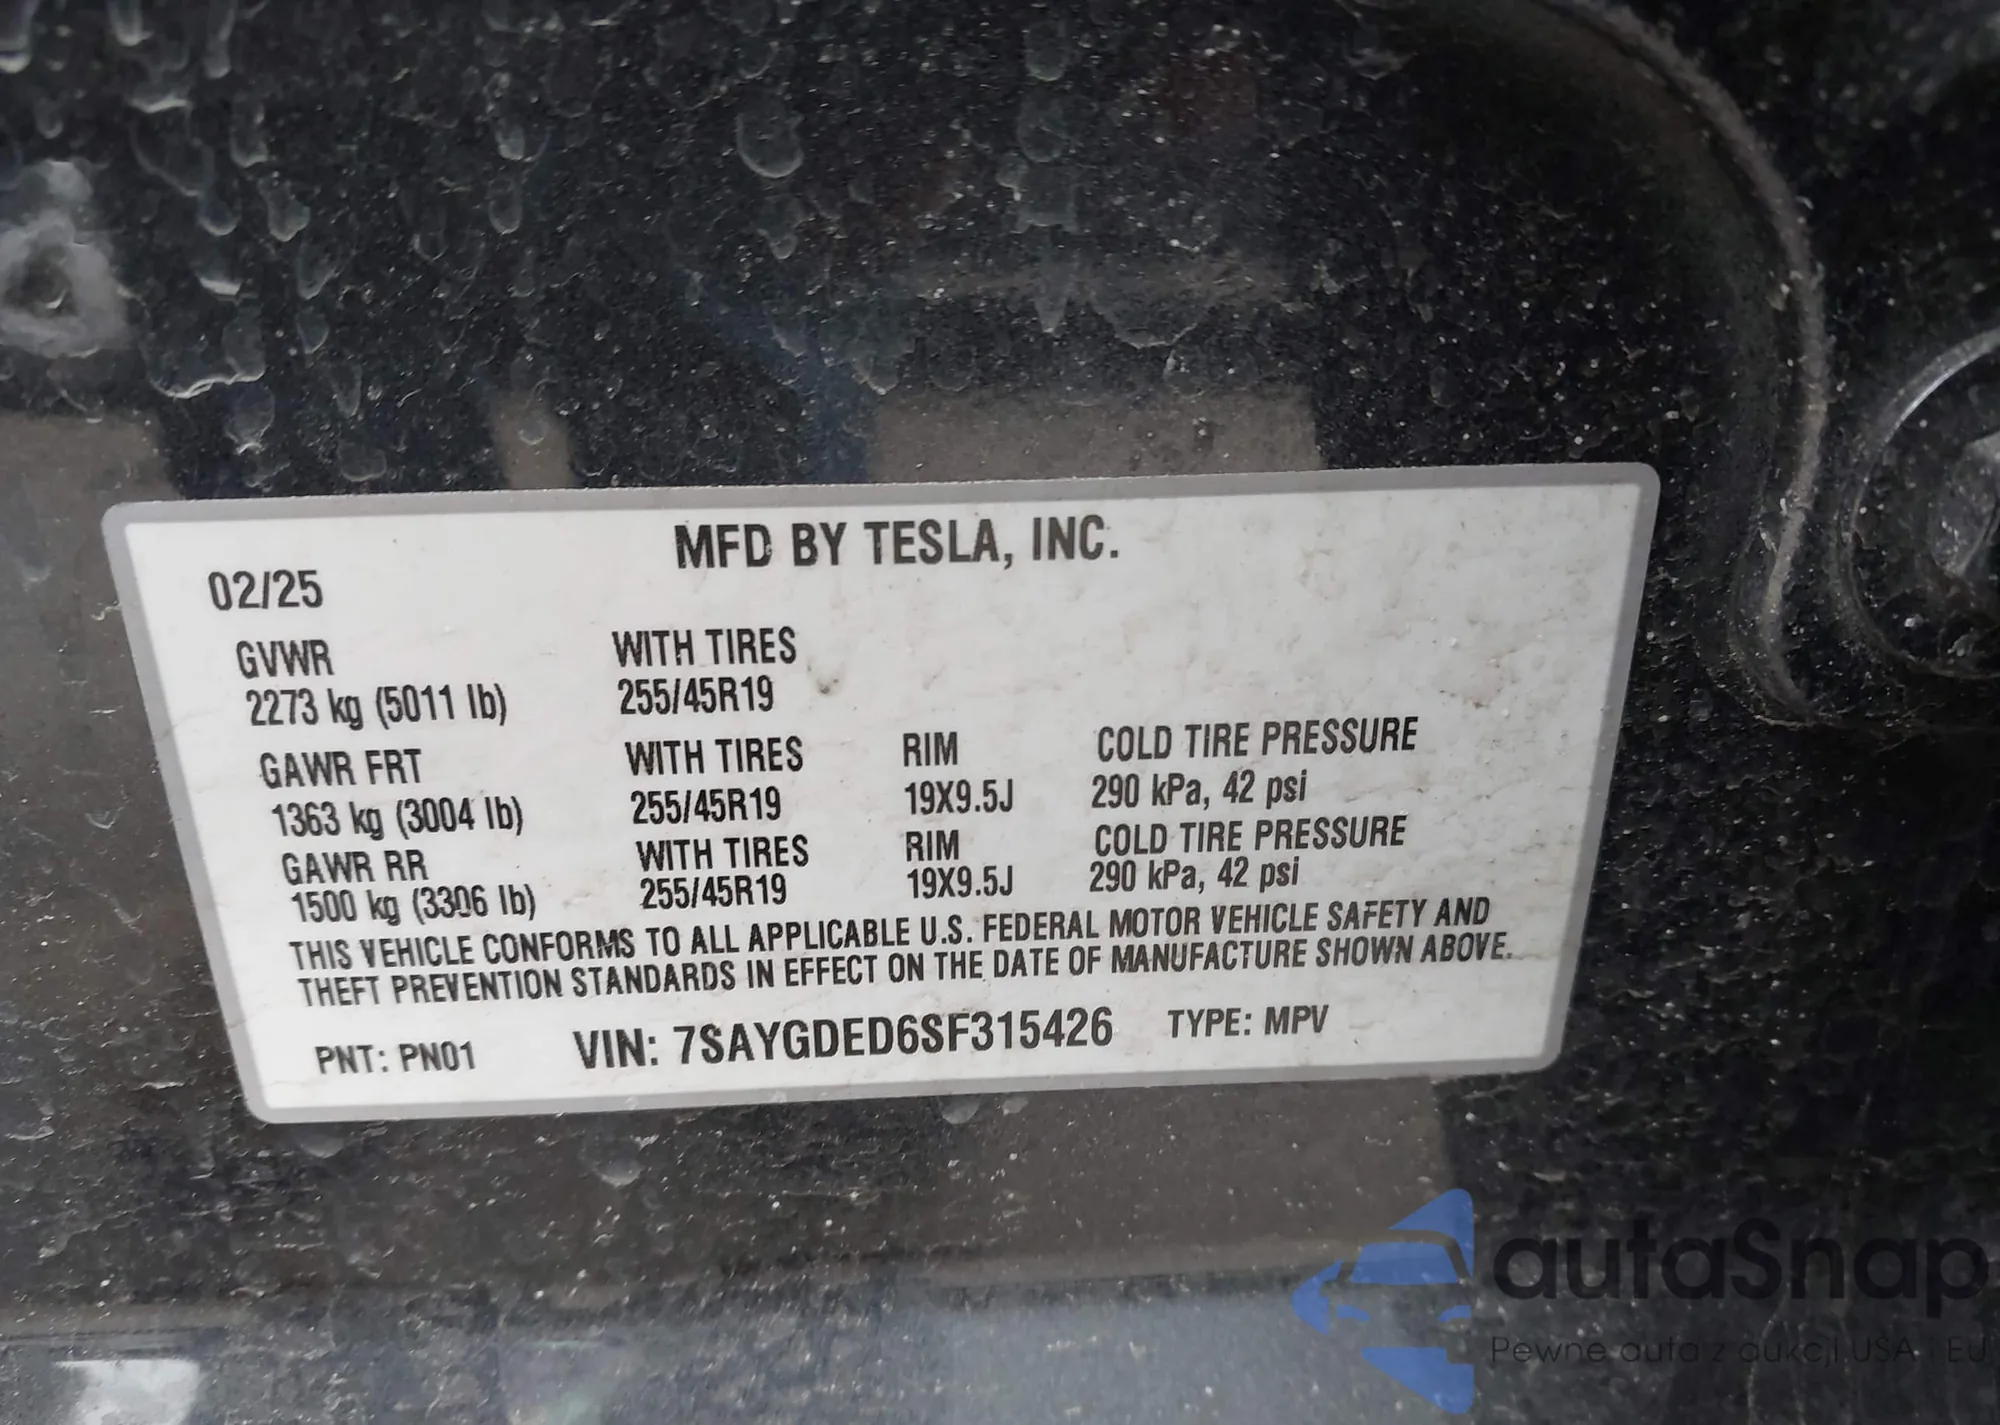 MFD BY TESLA, INC.
02/25
GVWR WITH TIRES
2273 kg (5011 lb) 255/45R19
GAWR FRT WITH TIRES RIM COLD TIRE PRESSURE
1363 kg (3004 lb) 255/45R19 19X9.5J 290 kPa, 42 psi
GAWR RR WITH TIRES RIM COLD TIRE PRESSURE
1500 kg (3306 lb) 255/45R19 19X9.5J 290 kPa, 42 psi
THIS VEHICLE CONFORMS TO ALL APPLICABLE U.S. FEDERAL MOTOR VEHICLE SAFETY AND
THEFT PREVENTION STANDARDS IN EFFECT ON THE DATE OF MANUFACTURE SHOWN ABOVE.
PNT: PN01 VIN: 7SAYGDED6SF315426 TYPE: MPV
autaSnap
Pewne auta z aukcji USA i EU